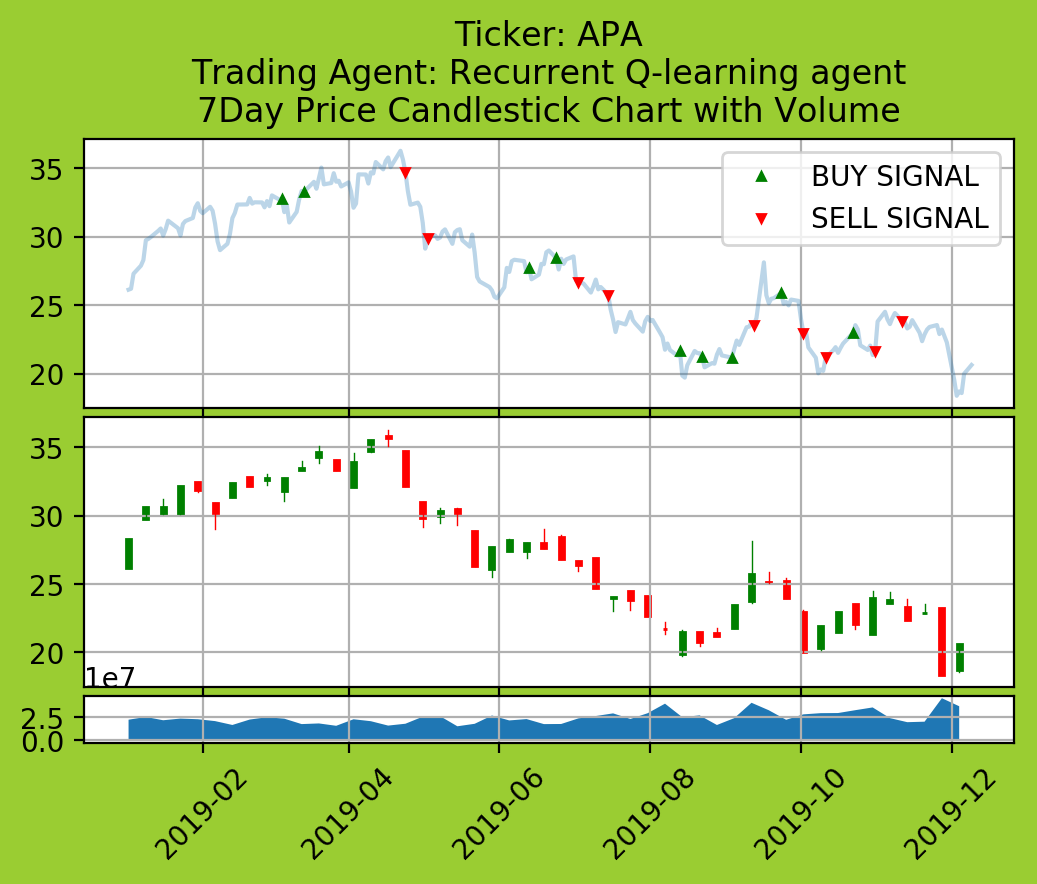 Ticker: APA
Trading Agent: Recurrent Q-learning agent
7Day Price Candlestick Chart with Volume
35
30
25
20
BUY SIGNAL
SELL SIGNAL
35
30
25
20
1e7
2.5
0.0
2019-02
2019-04
2019-06
2019-08
2019-10
2019-12